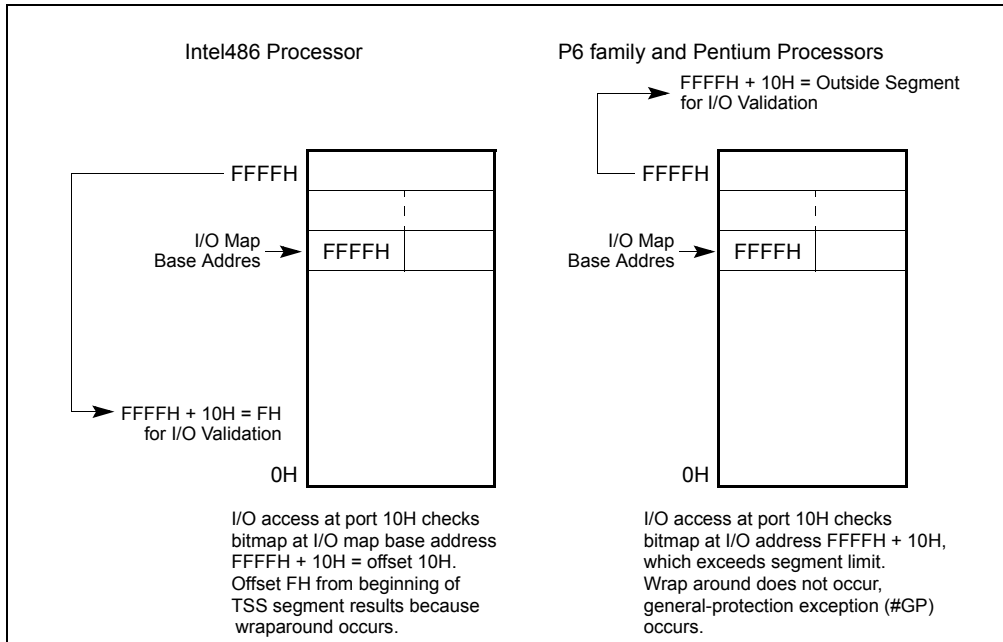 Intel486 Processor
FFFFH
I/O Map
Base Addres
FFFFH
FFFFH + 10H = FH
for I/O Validation
0H
I/O access at port 10H checks
bitmap at I/O map base address
FFFFH + 10H = offset 10H.
Offset FH from beginning of
TSS segment results because
wraparound occurs.
P6 family and Pentium Processors
FFFFH + 10H = Outside Segment
for I/O Validation
FFFFH
I/O Map
Base Addres
FFFFH
0H
I/O access at port 10H checks
bitmap at I/O address FFFFH + 10H,
which exceeds segment limit.
Wrap around does not occur,
general-protection exception (#GP)
occurs.